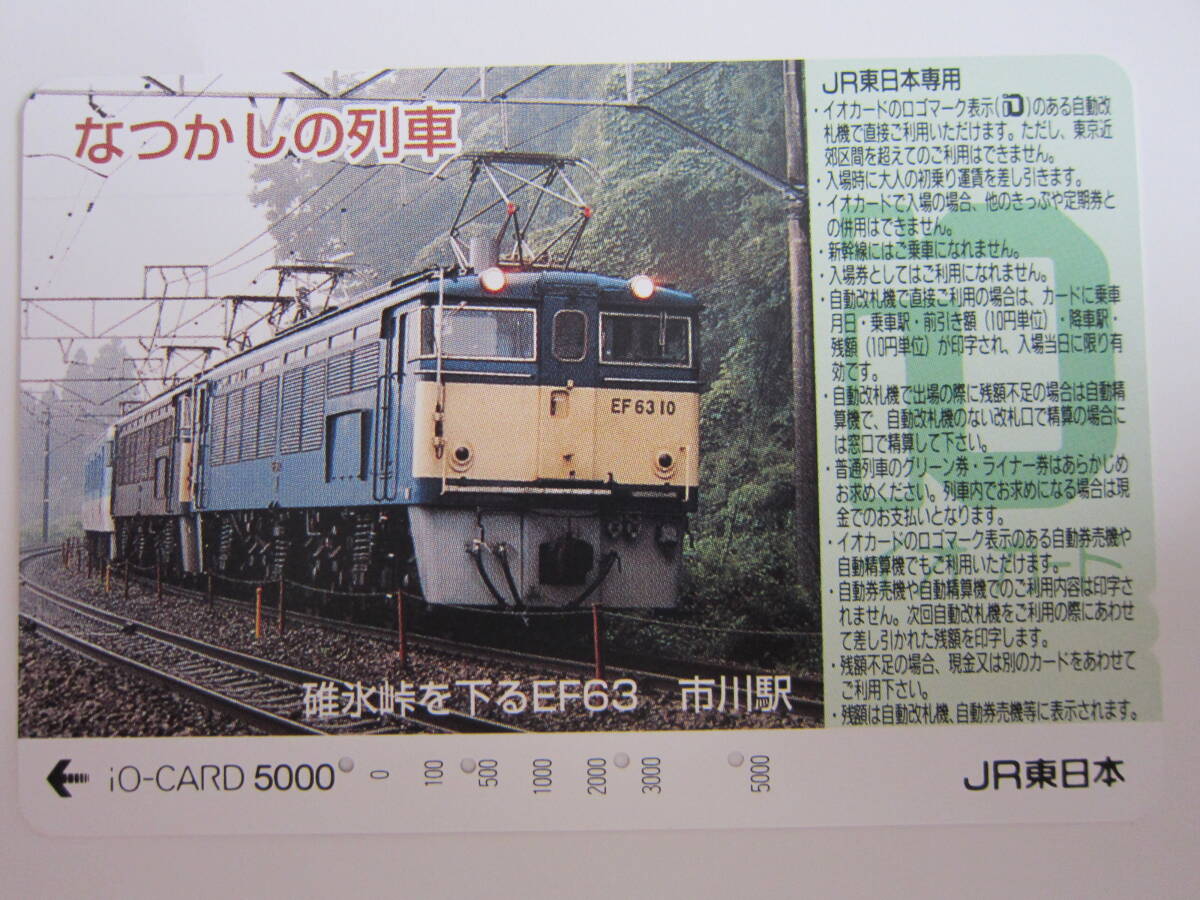 なつかしの列車
EF63 10
碓氷峠を下るEF63 市川駅
JR東日本専用
・イオカードのロゴマーク表示(iO)のある自動改
札機で直接ご利用いただけます。ただし、東京近
郊区間を超えてのご利用はできません。
・入場時に大人の初乗り運賃を差し引きます。
・イオカードで入場の場合、他のきっぷや定期券と
の併用はできません。
・新幹線にはご乗車になれません。
・入場券としてはご利用になれません。
・自動改札機で直接ご利用の場合は、カードに乗車
月日・乗車駅・前引き額（10円単位）・降車駅・
残額（10円単位）が印字され、入場当日に限り有
効です。
・自動改札機で出場の際に残額不足の場合は自動精
算機で、自動改札機のない改札口で精算の場合に
は窓口で精算して下さい。
・普通列車のグリーン券・ライナー券はあらかじめ
お求めください。列車内でお求めになる場合は現
金でのお支払いとなります。
・イオカードのロゴマーク表示のある自動券売機や
自動精算機でもご利用いただけます。
・自動券売機や自動精算機でのご利用内容は印字さ
れません。次回自動改札機をご利用の際にあわせ
て差し引かれた残額を印字します。
・残額不足の場合、現金又は別のカードをあわせて
ご利用下さい。
・残額は自動改札機、自動券売機等に表示されます。
iO-CARD 5000
0 100 500 1000 2000 3000 5000
JR東日本